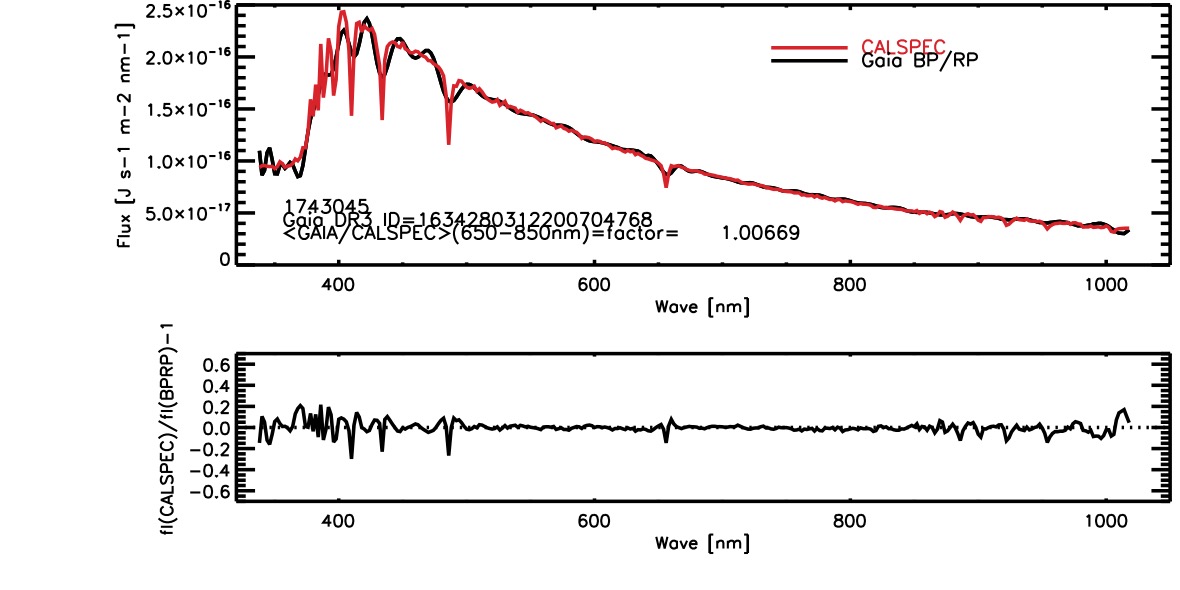 2.5×10−16
2.0×10−16
1.5×10−16
1.0×10−16
5.0×10−17
0
Flux [J s−1 m−2 nm−1]
CALSPEC
Gaia BP/RP
1743045
Gaia DR3 ID=1634280312200704768
<GAIA/CALSPEC>(650−850nm)=factor= 1.00669
400 600 800 1000
Wave [nm]
fl(CALSPEC)/fl(BPRP)−1
0.6
0.4
0.2
0.0
−0.2
−0.4
−0.6
400 600 800 1000
Wave [nm]